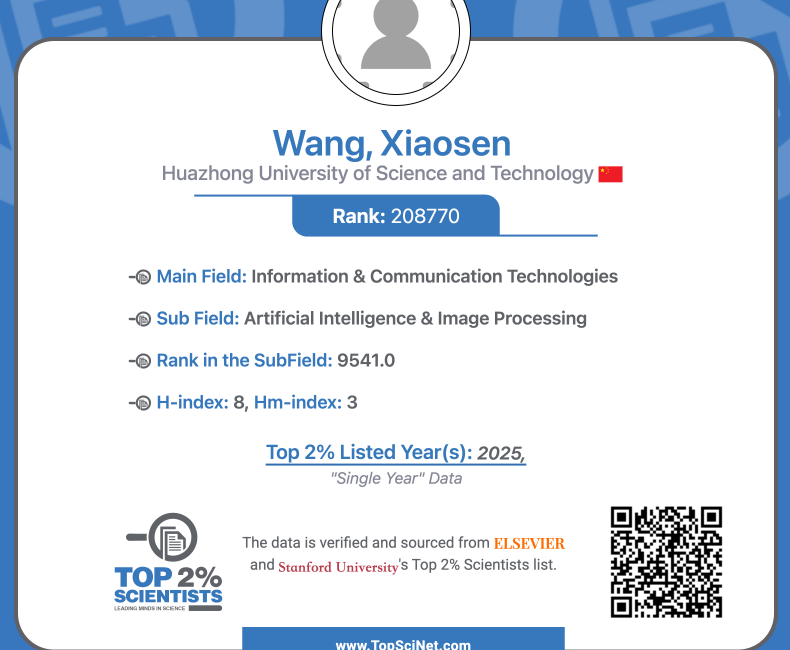 Wang, Xiaosen
Huazhong University of Science and Technology
Rank: 208770
Main Field: Information & Communication Technologies
Sub Field: Artificial Intelligence & Image Processing
Rank in the SubField: 9541.0
H-index: 8, Hm-index: 3
Top 2% Listed Year(s): 2025,
"Single Year" Data
The data is verified and sourced from ELSEVIER
and Stanford University's Top 2% Scientists list.
TOP 2%
SCIENTISTS
LEADING MINDS IN SCIENCE
www.TopSciNet.com